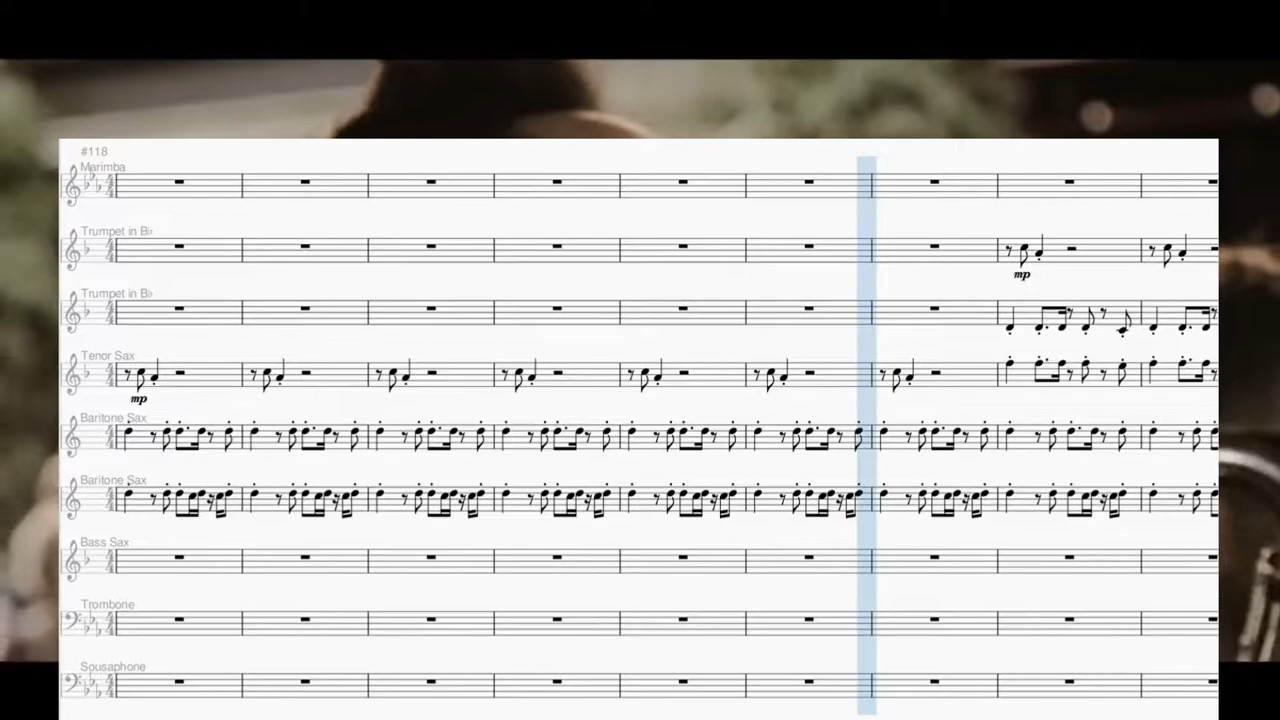 #118
Marimba
Trumpet in B♭
mp
Trumpet in B♭
Tenor Sax
mp
Baritone Sax
Baritone Sax
Bass Sax
Trombone
Sousaphone